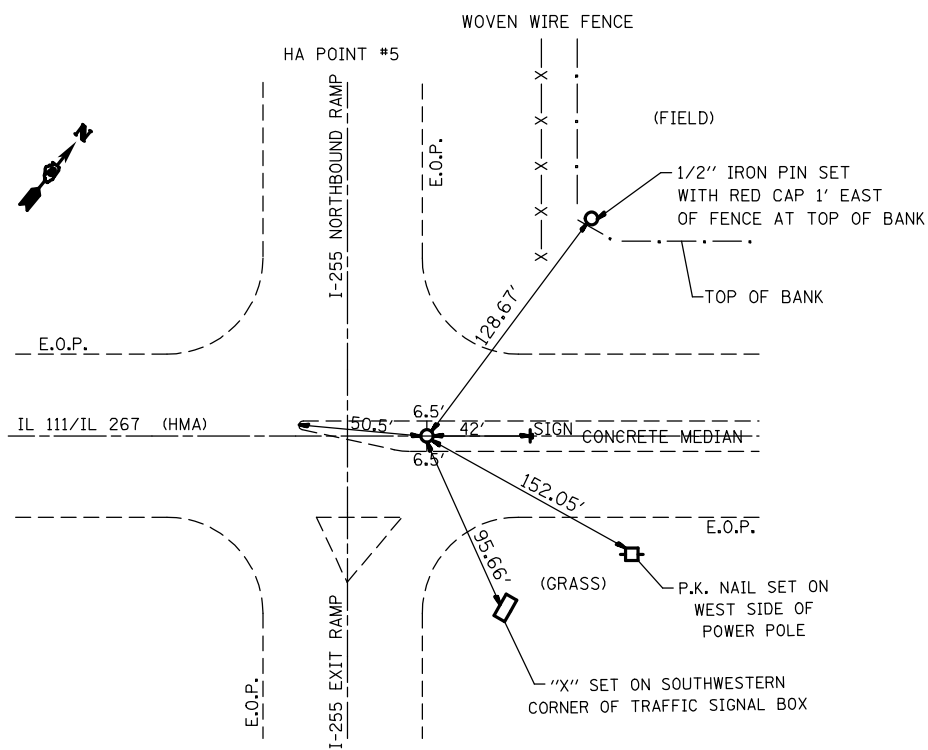 WOVEN WIRE FENCE
HA POINT #5
I-255 NORTHBOUND RAMP
E.O.P.
N
(FIELD)
1/2" IRON PIN SET
WITH RED CAP 1' EAST
OF FENCE AT TOP OF BANK
TOP OF BANK
128.67'
E.O.P.
IL 111/IL 267 (HMA)
50.5'
6.5'
42'
SIGN
CONCRETE MEDIAN
6.5'
152.05'
E.O.P.
95.66'
(GRASS)
P.K. NAIL SET ON
WEST SIDE OF
POWER POLE
I-255 EXIT RAMP
E.O.P.
"X" SET ON SOUTHWESTERN
CORNER OF TRAFFIC SIGNAL BOX